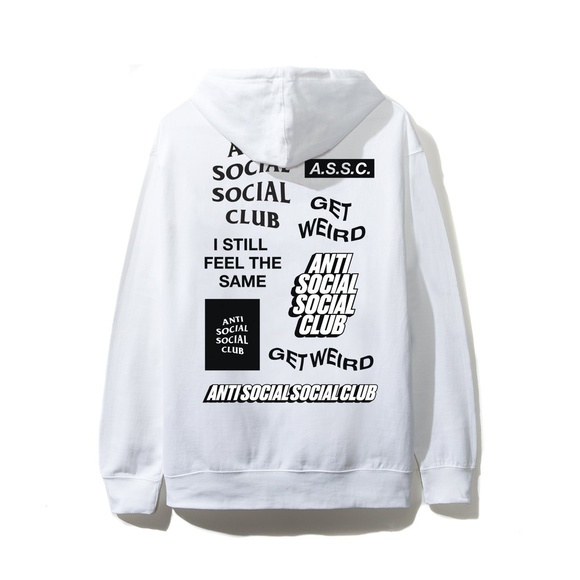 SOCIAL
SOCIAL
CLUB
A.S.S.C.
GET
WEIRD
I STILL
FEEL THE
SAME
ANTI
SOCIAL
SOCIAL
CLUB
ANTI
SOCIAL
SOCIAL
CLUB
GET WEIRD
ANTI SOCIAL SOCIAL CLUB